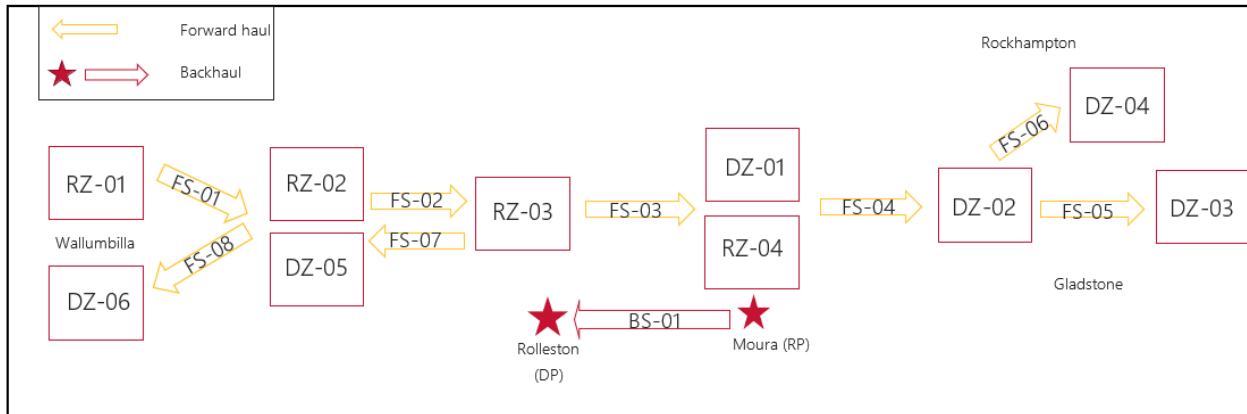 Forward haul
Backhaul
Rockhampton
DZ-04
FS-06
RZ-01
FS-01
RZ-02
FS-02
RZ-03
FS-03
DZ-01
FS-04
DZ-02
FS-05
DZ-03
Wallumbilla
FS-08
FS-07
DZ-05
RZ-04
DZ-06
Gladstone
BS-01
Rolleston
(DP)
Moura (RP)